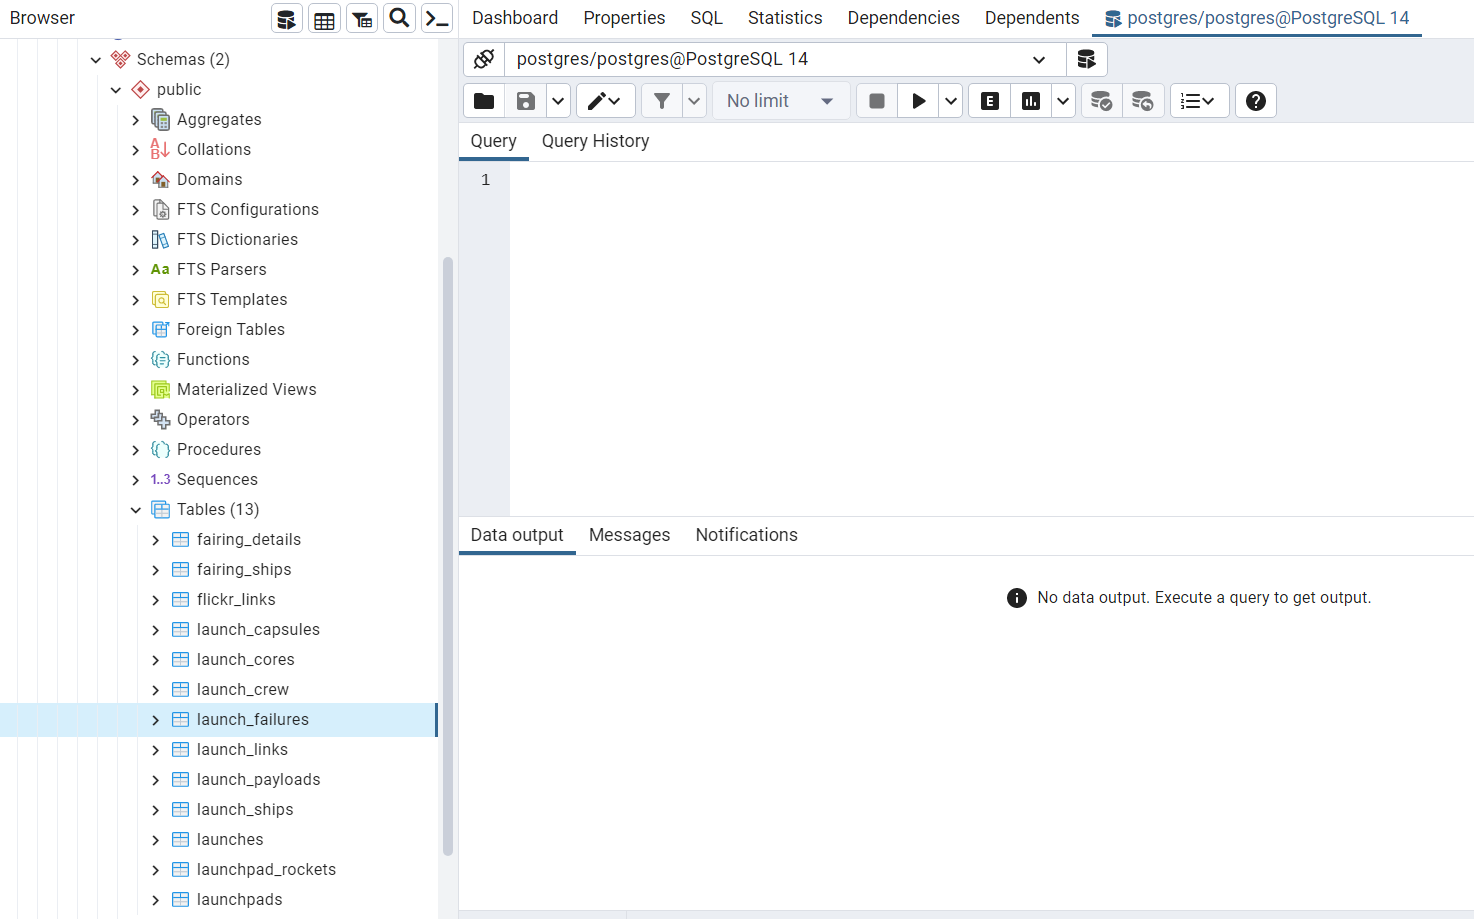 Browser
Dashboard Properties SQL Statistics Dependencies Dependents postgres/postgres@PostgreSQL 14
Schemas (2)
public
Aggregates
Collations
Domains
FTS Configurations
FTS Dictionaries
Aa FTS Parsers
FTS Templates
Foreign Tables
Functions
Materialized Views
Operators
Procedures
1..3 Sequences
Tables (13)
fairing_details
fairing_ships
flickr_links
launch_capsules
launch_cores
launch_crew
launch_failures
launch_links
launch_payloads
launch_ships
launches
launchpad_rockets
launchpads
postgres/postgres@PostgreSQL 14
No limit
E
Query Query History
1
Data output Messages Notifications
No data output. Execute a query to get output.